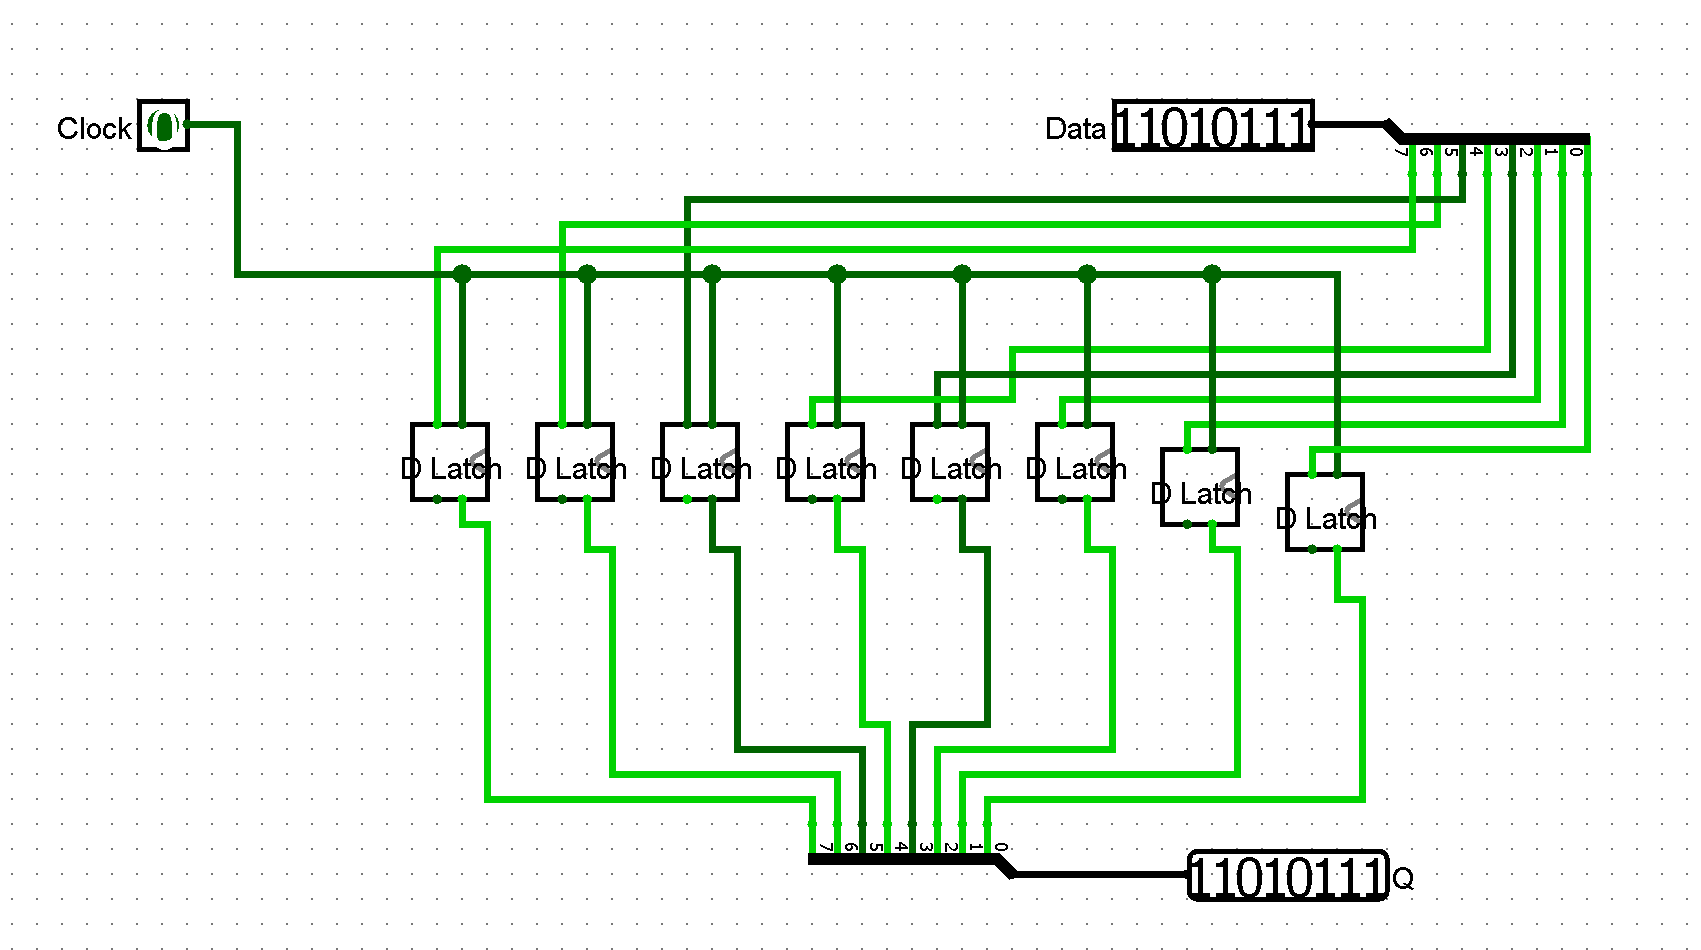 Clock
0
Data 11010111
7 6 5 4 3 2 1 0
D Latch D Latch D Latch D Latch D Latch D Latch D Latch D Latch
7 6 5 4 3 2 1 0
11010111 Q